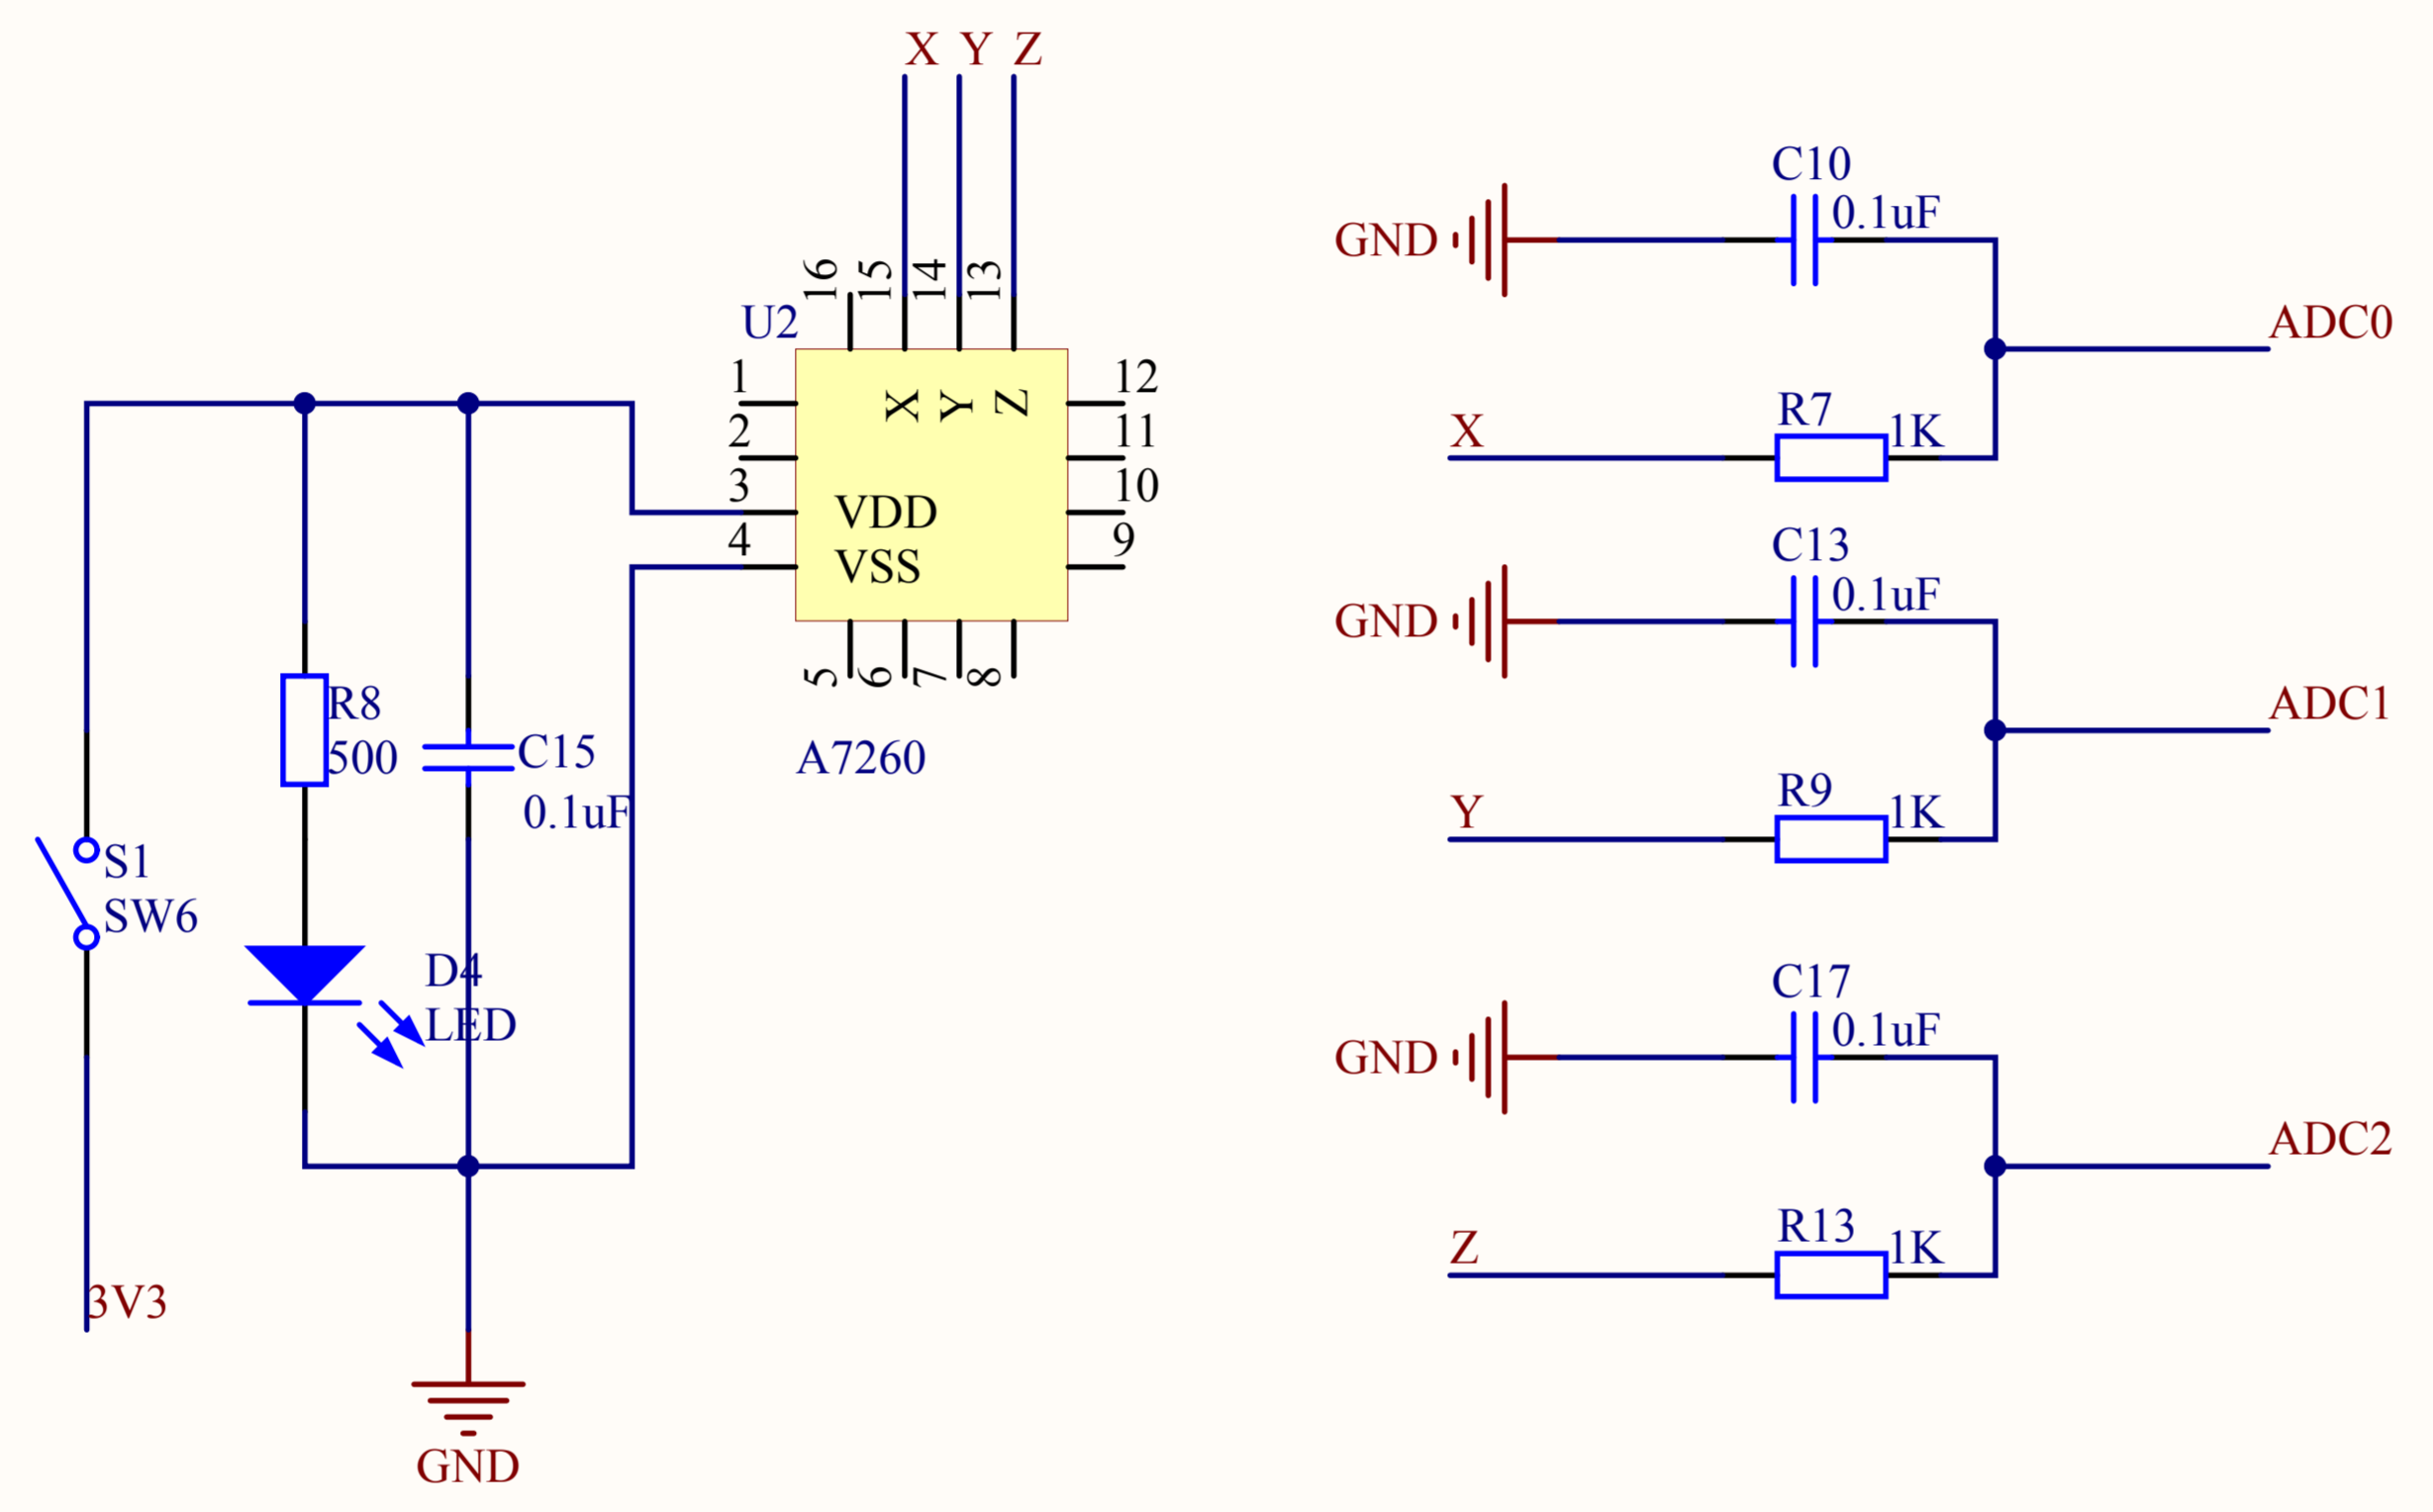 X Y Z
16 15 14 13
U2
1
2
3
4
X Y Z
VDD
VSS
12
11
10
9
5 6 7 8
A7260
R8
500
C15
0.1uF
S1
SW6
D4
LED
3V3
GND
C10
0.1uF
GND
ADC0
R7
X
1K
C13
0.1uF
GND
ADC1
R9
Y
1K
C17
0.1uF
GND
ADC2
R13
Z
1K